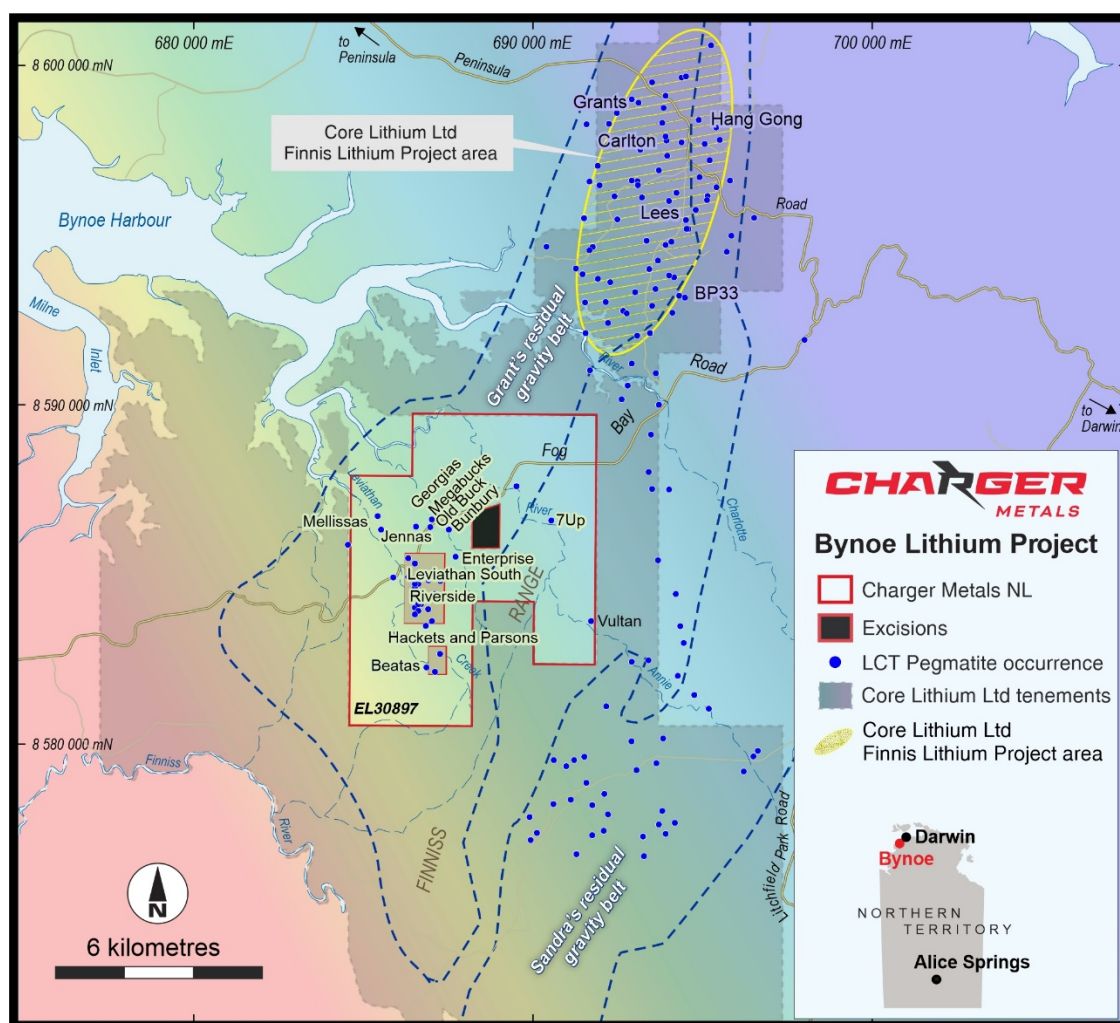 680 000 mE
690 000 mE
700 000 mE
8 600 000 mN
to
Peninsula
Peninsula
Grants
Hang Gong
Carlton
Core Lithium Ltd
Finnis Lithium Project area
Bynoe Harbour
Lees
Road
BP33
Milne
Inlet
Grant's residual
gravity belt
River
Road
8 590 000 mN
Bay
Fog
to
Darwin
Leviathan
Georgias
Megabucks
Old Buck
Bunbury
River
7Up
Charlotte
Mellissas
Jennas
Enterprise
Leviathan South
Riverside
RANGE
Vultan
Hackets and Parsons
Beatas
Creek
Annie
EL30897
8 580 000 mN
Finniss
River
FINNISS
Sandra's residual
gravity belt
Litchfield Park Road
N
6 kilometres
CHARGER
METALS
Bynoe Lithium Project
Charger Metals NL
Excisions
LCT Pegmatite occurrence
Core Lithium Ltd tenements
Core Lithium Ltd
Finnis Lithium Project area
Darwin
Bynoe
NORTHERN
TERRITORY
Alice Springs